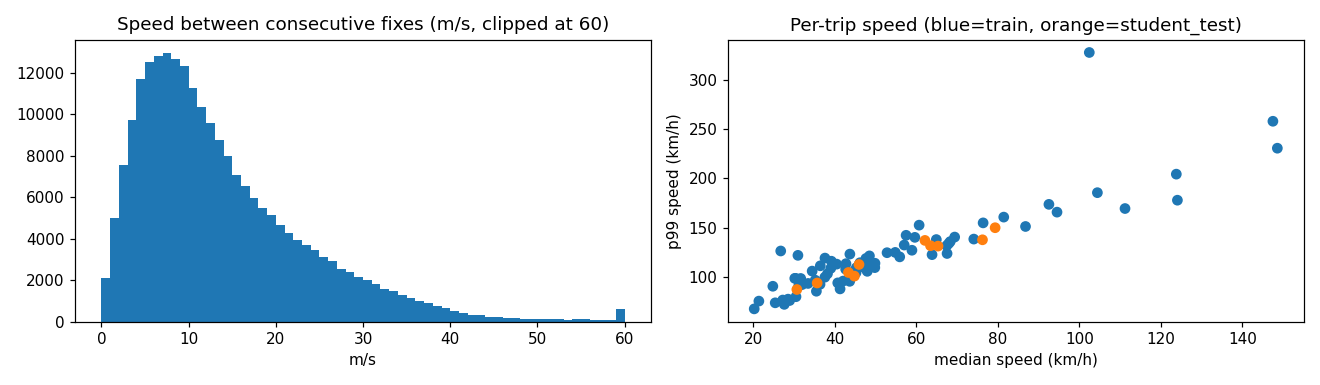 Speed between consecutive fixes (m/s, clipped at 60)
12000
10000
8000
6000
4000
2000
0
0 10 20 30 40 50 60
m/s
Per-trip speed (blue=train, orange=student_test)
p99 speed (km/h)
300
250
200
150
100
20 40 60 80 100 120 140
median speed (km/h)